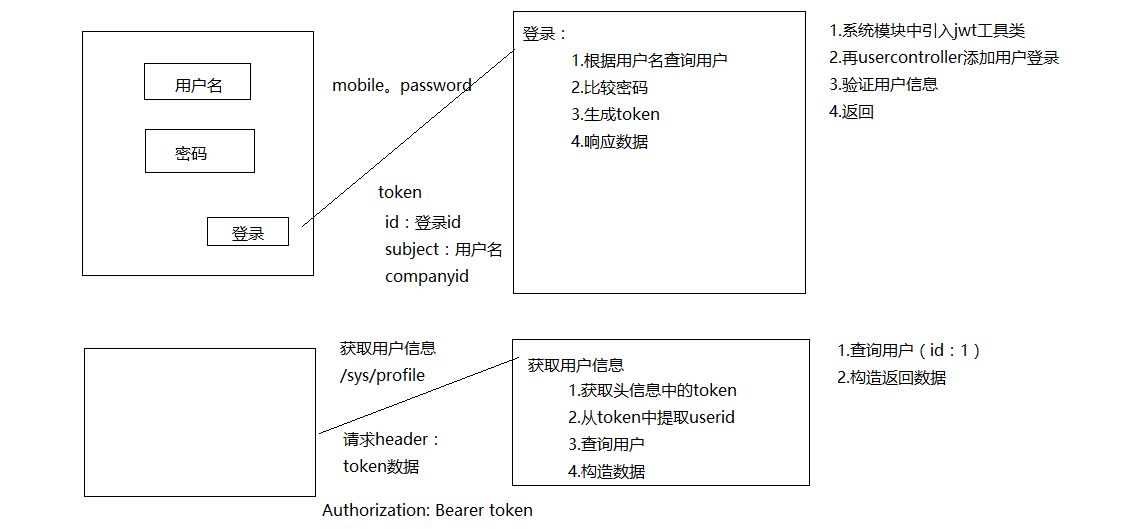 用户名
密码
登录
mobile。password
token
id：登录id
subject：用户名
companyid
登录：
1.根据用户名查询用户
2.比较密码
3.生成token
4.响应数据
1.系统模块中引入jwt工具类
2.再usercontroller添加用户登录
3.验证用户信息
4.返回
获取用户信息
/sys/profile
请求header：
token数据
Authorization: Bearer token
获取用户信息
1.获取头信息中的token
2.从token中提取userid
3.查询用户
4.构造数据
1.查询用户（id：1）
2.构造返回数据